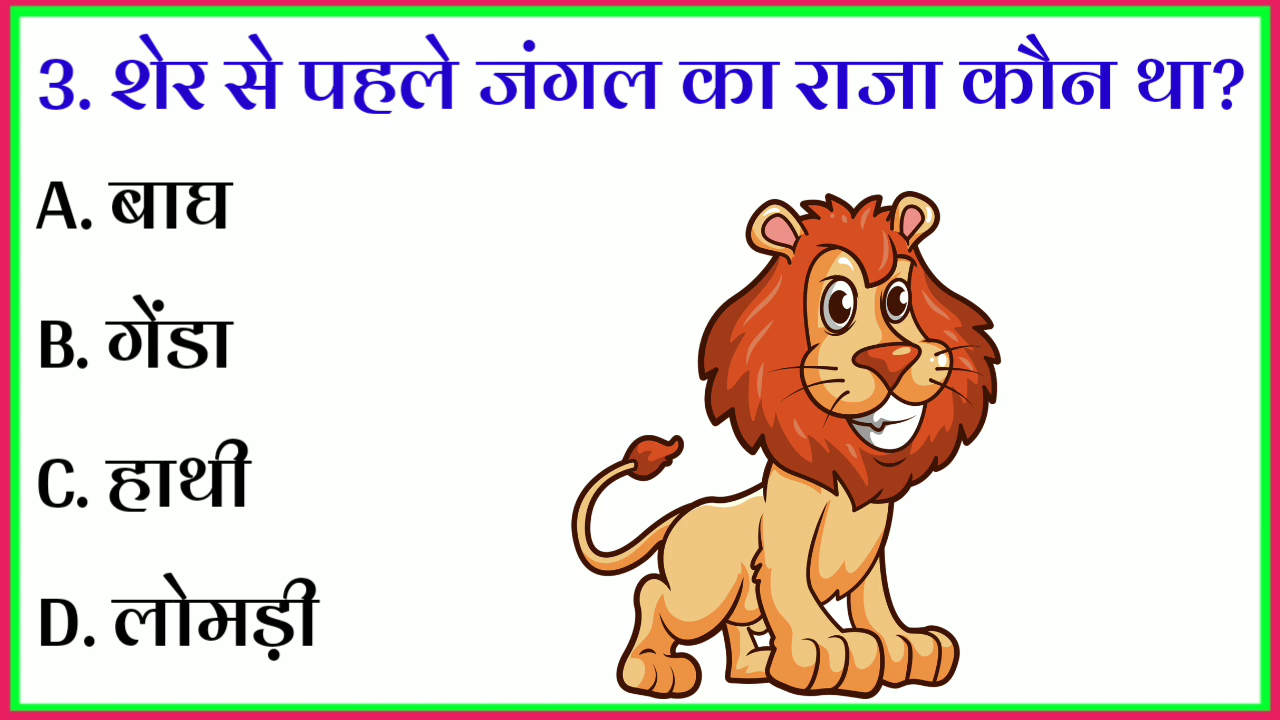 3. शेर से पहले जंगल का राजा कौन था?
A. बाघ
B. गेंडा
C. हाथी
D. लोमड़ी